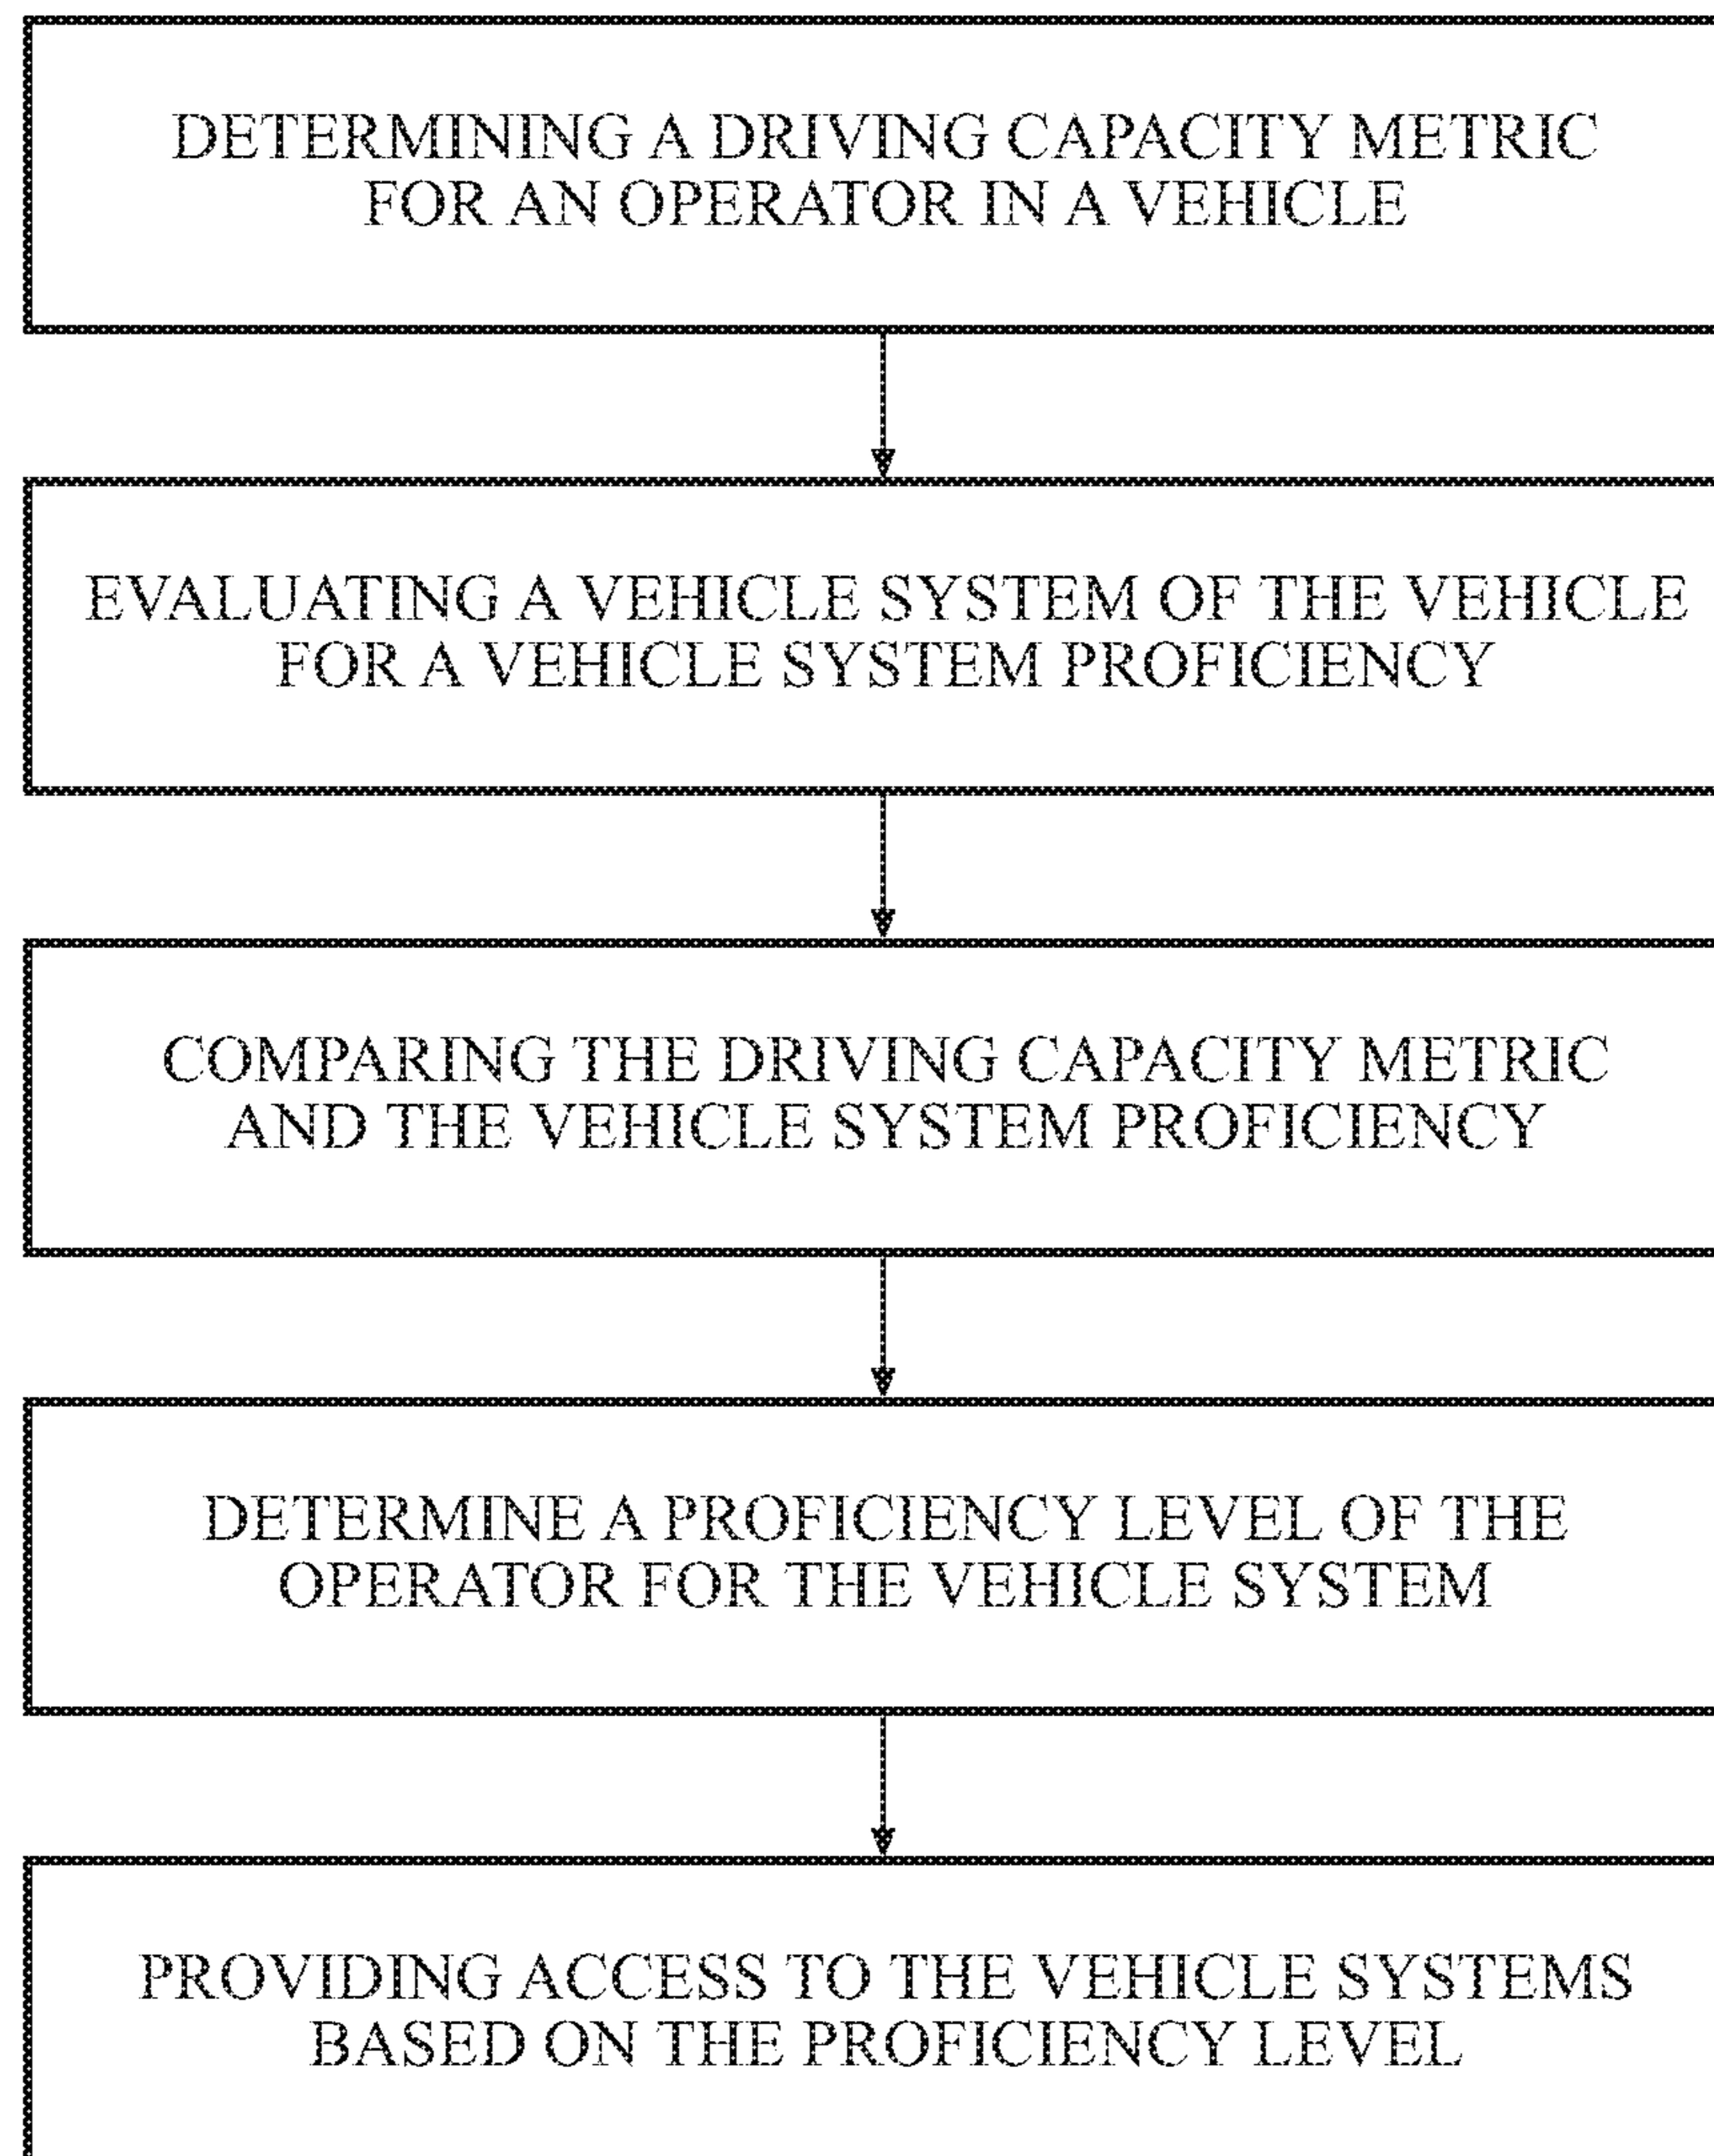 DETERMINING A DRIVING CAPACITY METRIC
FOR AN OPERATOR IN A VEHICLE
EVALUATING A VEHICLE SYSTEM OF THE VEHICLE
FOR A VEHICLE SYSTEM PROFICIENCY
COMPARING THE DRIVING CAPACITY METRIC
AND THE VEHICLE SYSTEM PROFICIENCY
DETERMINE A PROFICIENCY LEVEL OF THE
OPERATOR FOR THE VEHICLE SYSTEM
PROVIDING ACCESS TO THE VEHICLE SYSTEMS
BASED ON THE PROFICIENCY LEVEL